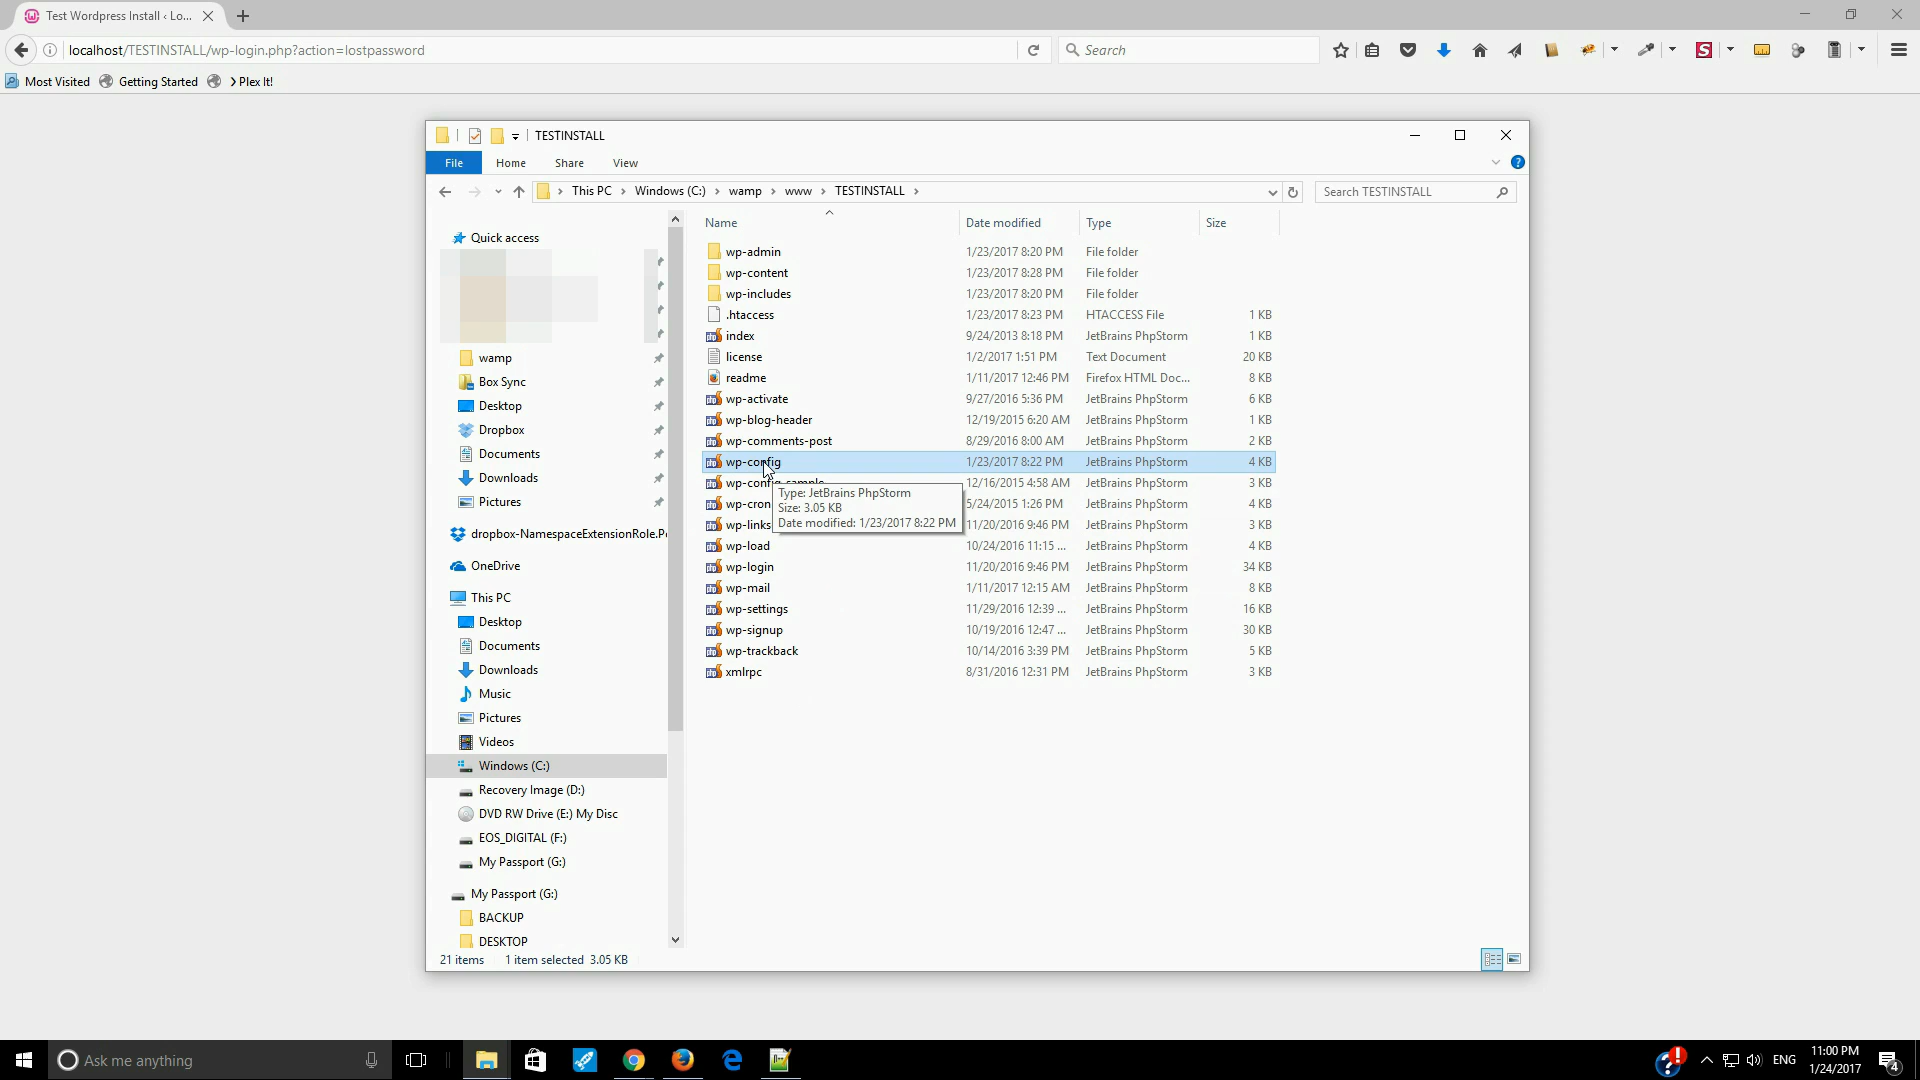 Test Wordpress Install ‹ Lo...
localhost/TESTINSTALL/wp-login.php?action=lostpassword
Search
Most Visited
Getting Started
Plex It!
TESTINSTALL
File
Home
Share
View
This PC
Windows (C:)
wamp
www
TESTINSTALL
Search TESTINSTALL
Name Date modified Type Size
Quick access
wamp
Box Sync
Desktop
Dropbox
Documents
Downloads
Pictures
dropbox-NamespaceExtensionRole.P
OneDrive
This PC
Desktop
Documents
Downloads
Music
Pictures
Videos
Windows (C:)
Recovery Image (D:)
DVD RW Drive (E:) My Disc
EOS_DIGITAL (F:)
My Passport (G:)
My Passport (G:)
BACKUP
DESKTOP
wp-admin 1/23/2017 8:20 PM File folder
wp-content 1/23/2017 8:28 PM File folder
wp-includes 1/23/2017 8:20 PM File folder
.htaccess 1/23/2017 8:23 PM HTACCESS File 1 KB
index 9/24/2013 8:18 PM JetBrains PhpStorm 1 KB
license 1/2/2017 1:51 PM Text Document 20 KB
readme 1/11/2017 12:46 PM Firefox HTML Doc... 8 KB
wp-activate 9/27/2016 5:36 PM JetBrains PhpStorm 6 KB
wp-blog-header 12/19/2015 6:20 AM JetBrains PhpStorm 1 KB
wp-comments-post 8/29/2016 8:00 AM JetBrains PhpStorm 2 KB
wp-config 1/23/2017 8:22 PM JetBrains PhpStorm 4 KB
wp-config-sample 12/16/2015 4:58 AM JetBrains PhpStorm 3 KB
wp-cron 5/24/2015 1:26 PM JetBrains PhpStorm 4 KB
wp-links 11/20/2016 9:46 PM JetBrains PhpStorm 3 KB
wp-load 10/24/2016 11:15 ... JetBrains PhpStorm 4 KB
wp-login 11/20/2016 9:46 PM JetBrains PhpStorm 34 KB
wp-mail 1/11/2017 12:15 AM JetBrains PhpStorm 8 KB
wp-settings 11/29/2016 12:39 ... JetBrains PhpStorm 16 KB
wp-signup 10/19/2016 12:47 ... JetBrains PhpStorm 30 KB
wp-trackback 10/14/2016 3:39 PM JetBrains PhpStorm 5 KB
xmlrpc 8/31/2016 12:31 PM JetBrains PhpStorm 3 KB
Type: JetBrains PhpStorm
Size: 3.05 KB
Date modified: 1/23/2017 8:22 PM
21 items 1 item selected 3.05 KB
Ask me anything
ENG
11:00 PM
1/24/2017
4